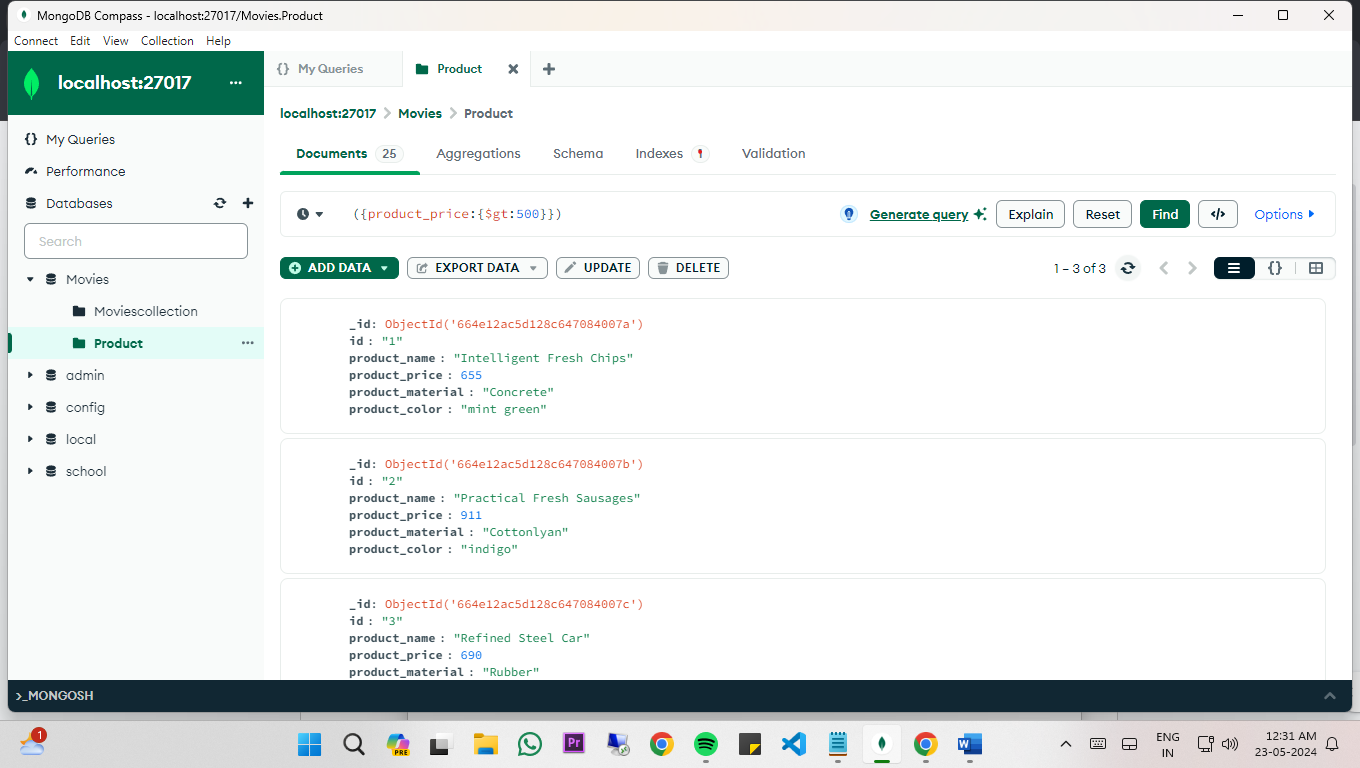 MongoDB Compass - localhost:27017/Movies.Product
Connect Edit View Collection Help
localhost:27017
My Queries
Performance
Databases
Search
Movies
Moviescollection
Product
admin
config
local
school
{} My Queries
Product
localhost:27017 > Movies > Product
Documents 25 Aggregations Schema Indexes ! Validation
({product_price:{$gt:500}})
Generate query Explain Reset Find </> Options
ADD DATA EXPORT DATA UPDATE DELETE
1 – 3 of 3
{}
_id: ObjectId('664e12ac5d128c647084007a')
id : "1"
product_name : "Intelligent Fresh Chips"
product_price : 655
product_material : "Concrete"
product_color : "mint green"
_id: ObjectId('664e12ac5d128c647084007b')
id : "2"
product_name : "Practical Fresh Sausages"
product_price : 911
product_material : "Cottonlyan"
product_color : "indigo"
_id: ObjectId('664e12ac5d128c647084007c')
id : "3"
product_name : "Refined Steel Car"
product_price : 690
product_material : "Rubber"
>_MONGOSH
1
PRE
Pr
W
ENG
IN
12:31 AM
23-05-2024